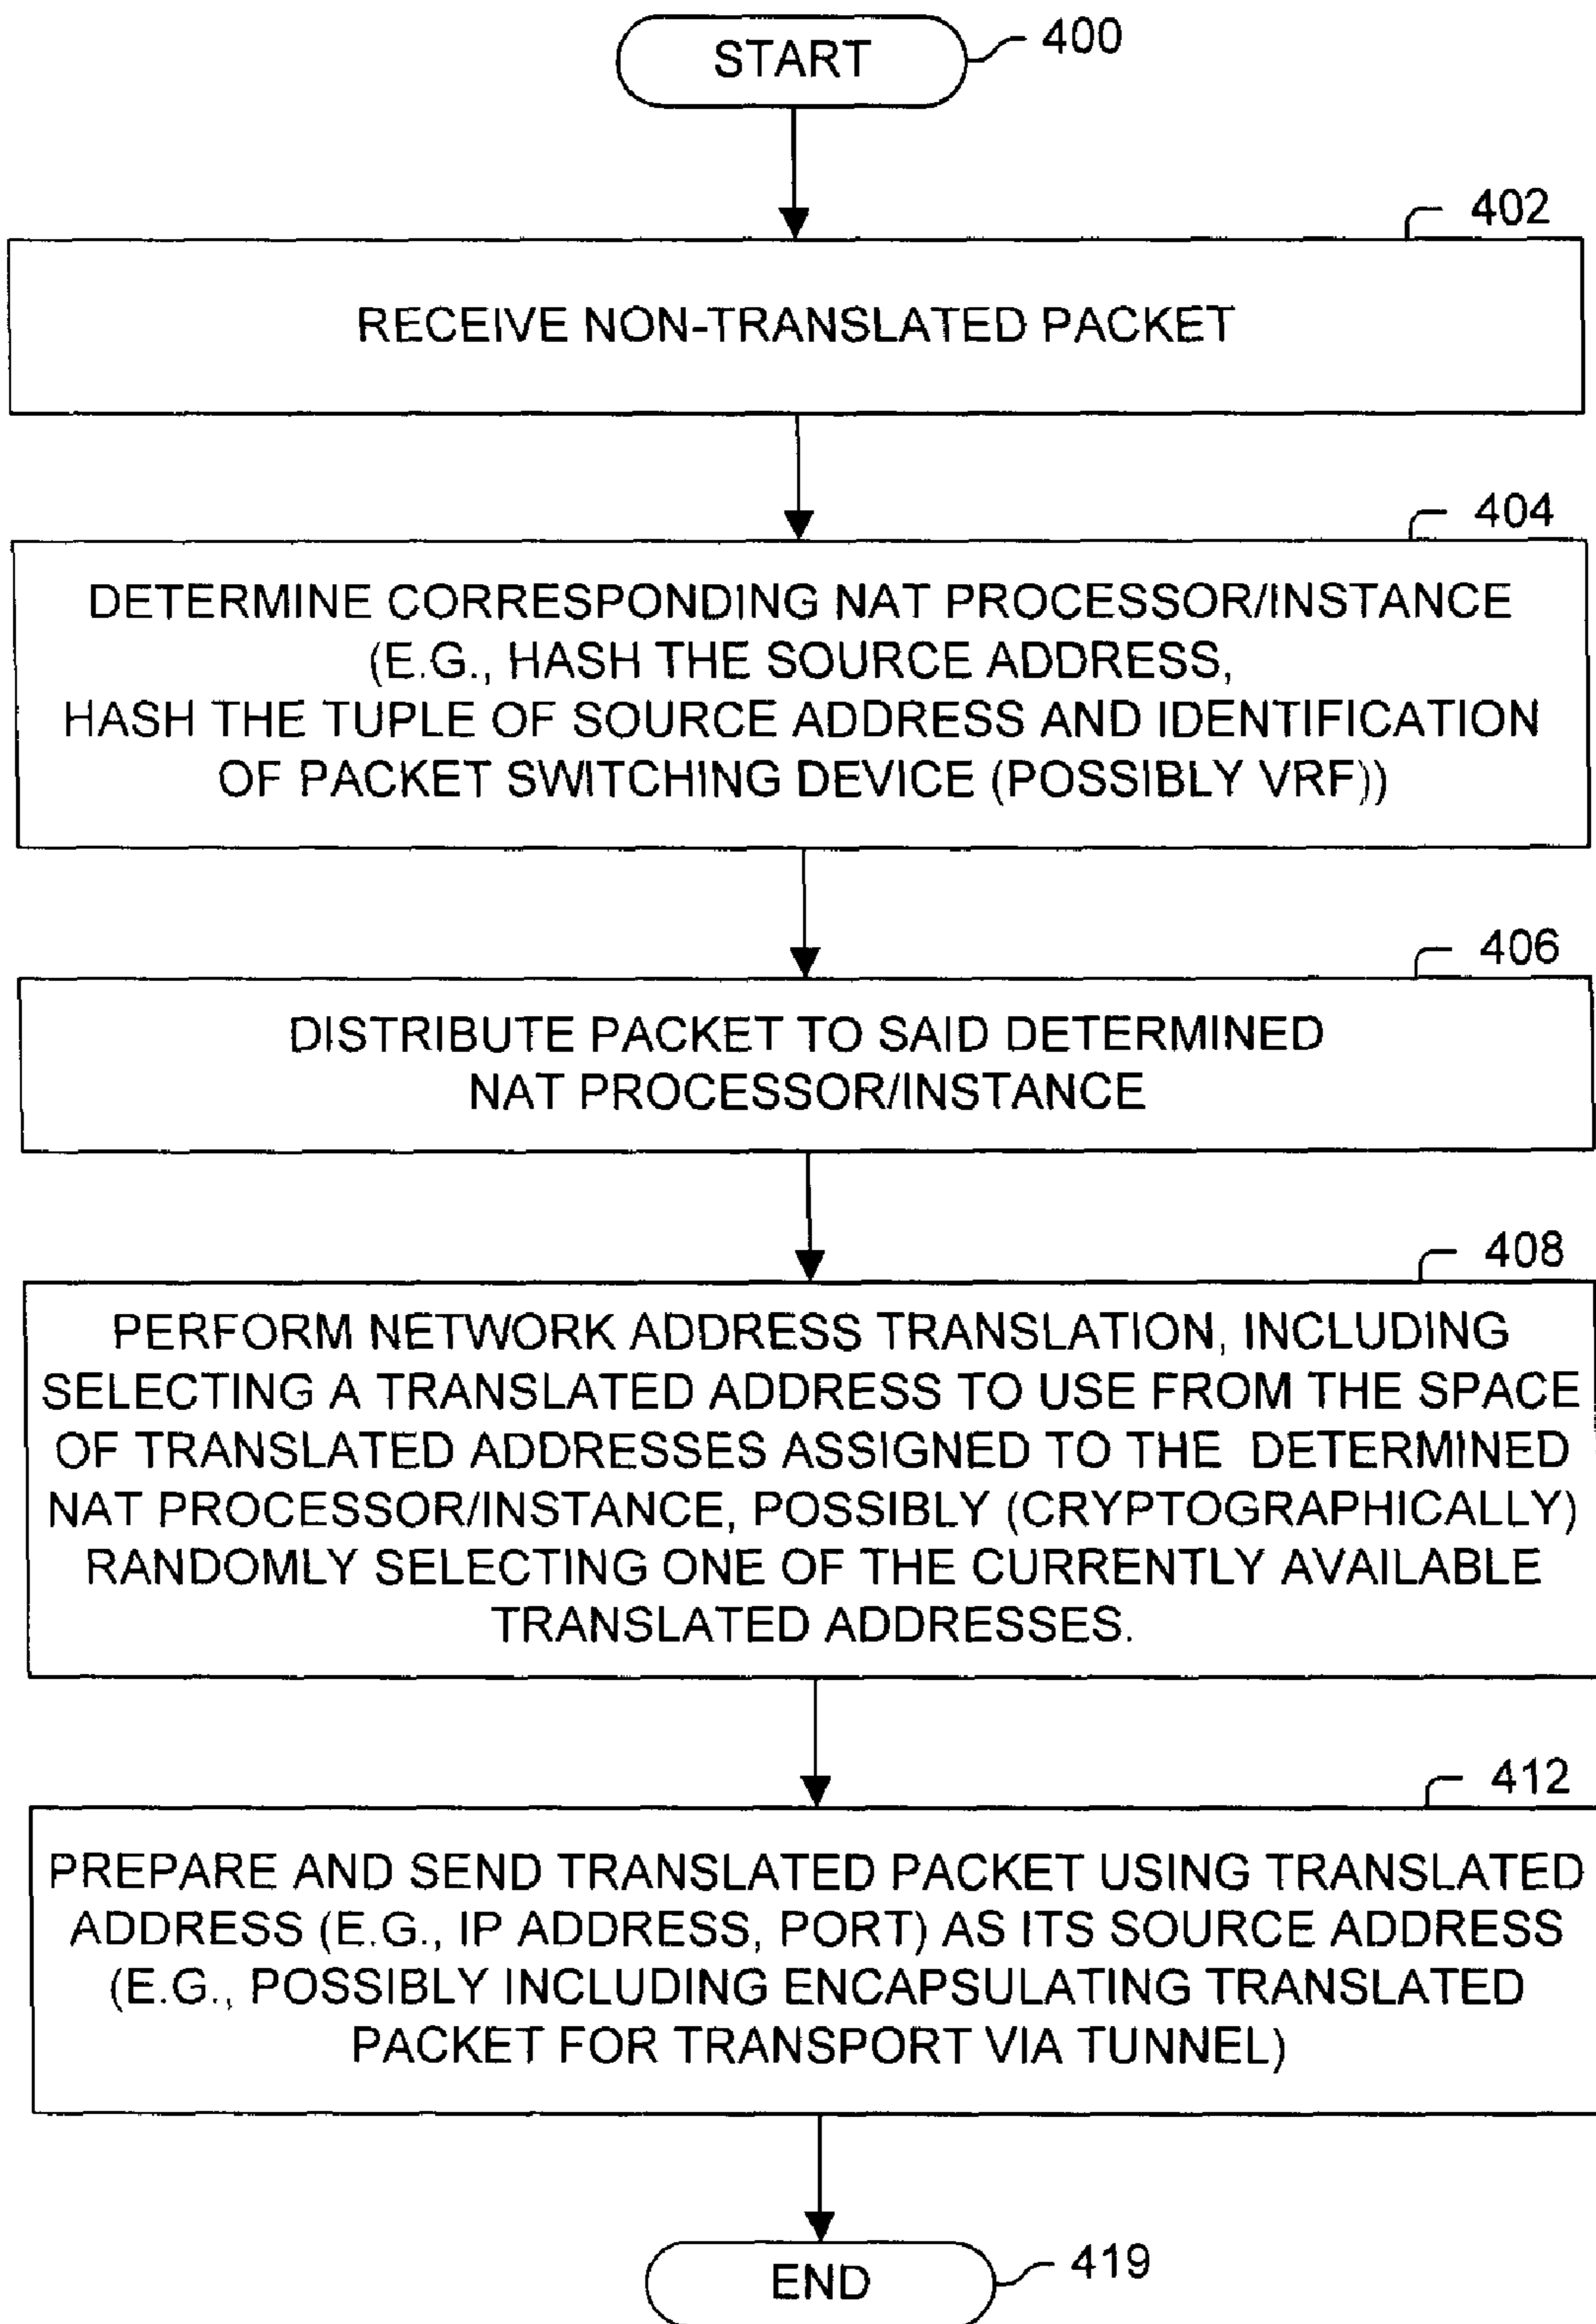 START
400
402
RECEIVE NON-TRANSLATED PACKET
404
DETERMINE CORRESPONDING NAT PROCESSOR/INSTANCE
(E.G., HASH THE SOURCE ADDRESS,
HASH THE TUPLE OF SOURCE ADDRESS AND IDENTIFICATION
OF PACKET SWITCHING DEVICE (POSSIBLY VRF))
406
DISTRIBUTE PACKET TO SAID DETERMINED
NAT PROCESSOR/INSTANCE
408
PERFORM NETWORK ADDRESS TRANSLATION, INCLUDING
SELECTING A TRANSLATED ADDRESS TO USE FROM THE SPACE
OF TRANSLATED ADDRESSES ASSIGNED TO THE DETERMINED
NAT PROCESSOR/INSTANCE, POSSIBLY (CRYPTOGRAPHICALLY)
RANDOMLY SELECTING ONE OF THE CURRENTLY AVAILABLE
TRANSLATED ADDRESSES.
412
PREPARE AND SEND TRANSLATED PACKET USING TRANSLATED
ADDRESS (E.G., IP ADDRESS, PORT) AS ITS SOURCE ADDRESS
(E.G., POSSIBLY INCLUDING ENCAPSULATING TRANSLATED
PACKET FOR TRANSPORT VIA TUNNEL)
END
419